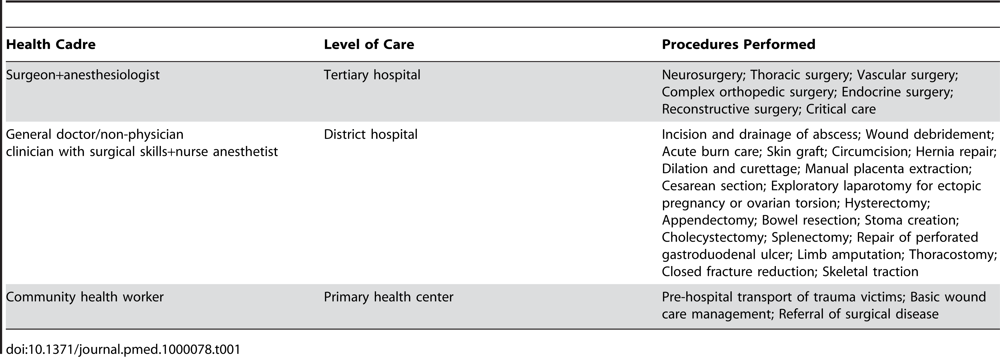 Health Cadre Level of Care Procedures Performed
Surgeon+anesthesiologist Tertiary hospital Neurosurgery; Thoracic surgery; Vascular surgery;
Complex orthopedic surgery; Endocrine surgery;
Reconstructive surgery; Critical care
General doctor/non-physician District hospital Incision and drainage of abscess; Wound debridement;
clinician with surgical skills+nurse anesthetist Acute burn care; Skin graft; Circumcision; Hernia repair;
Dilation and curettage; Manual placenta extraction;
Cesarean section; Exploratory laparotomy for ectopic
pregnancy or ovarian torsion; Hysterectomy;
Appendectomy; Bowel resection; Stoma creation;
Cholecystectomy; Splenectomy; Repair of perforated
gastroduodenal ulcer; Limb amputation; Thoracostomy;
Closed fracture reduction; Skeletal traction
Community health worker Primary health center Pre-hospital transport of trauma victims; Basic wound
care management; Referral of surgical disease
doi:10.1371/journal.pmed.1000078.t001